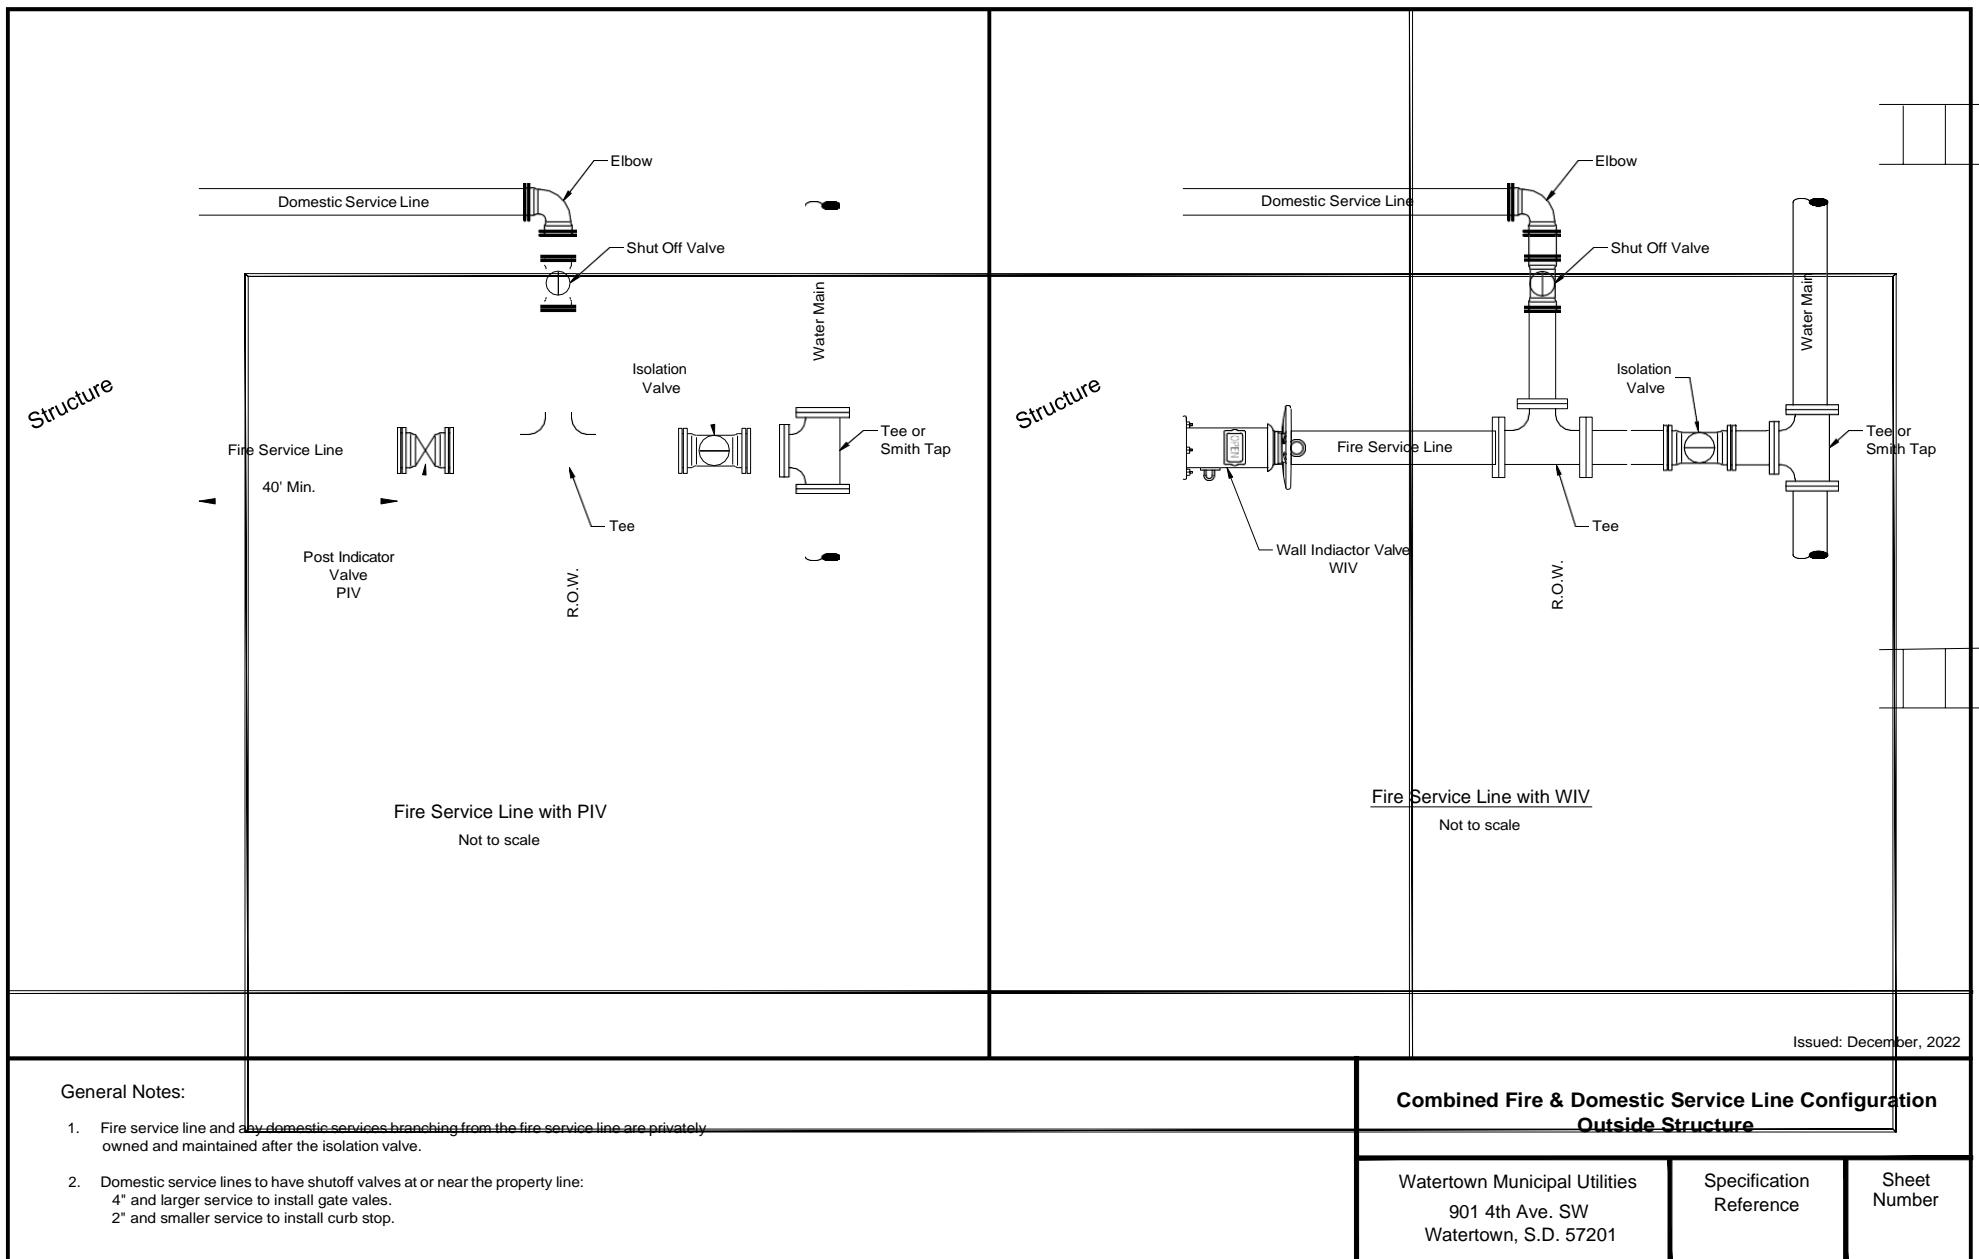 Elbow
Domestic Service Line
Shut Off Valve
Water Main
Isolation
Valve
Structure
Fire Service Line
40' Min.
Tee or
Smith Tap
Tee
Post Indicator
Valve
PIV
R.O.W.
Fire Service Line with PIV
Not to scale
Elbow
Domestic Service Line
Shut Off Valve
Water Main
Isolation
Valve
Structure
OPEN
Fire Service Line
Tee or
Smith Tap
Tee
Wall Indiactor Valve
WIV
R.O.W.
Fire Service Line with WIV
Not to scale
Issued: December, 2022
General Notes:
1. Fire service line and any domestic services branching from the fire service line are privately
owned and maintained after the isolation valve.
2. Domestic service lines to have shutoff valves at or near the property line:
4" and larger service to install gate vales.
2" and smaller service to install curb stop.
Combined Fire & Domestic Service Line Configuration
Outside Structure
Watertown Municipal Utilities
901 4th Ave. SW
Watertown, S.D. 57201
Specification
Reference
Sheet
Number